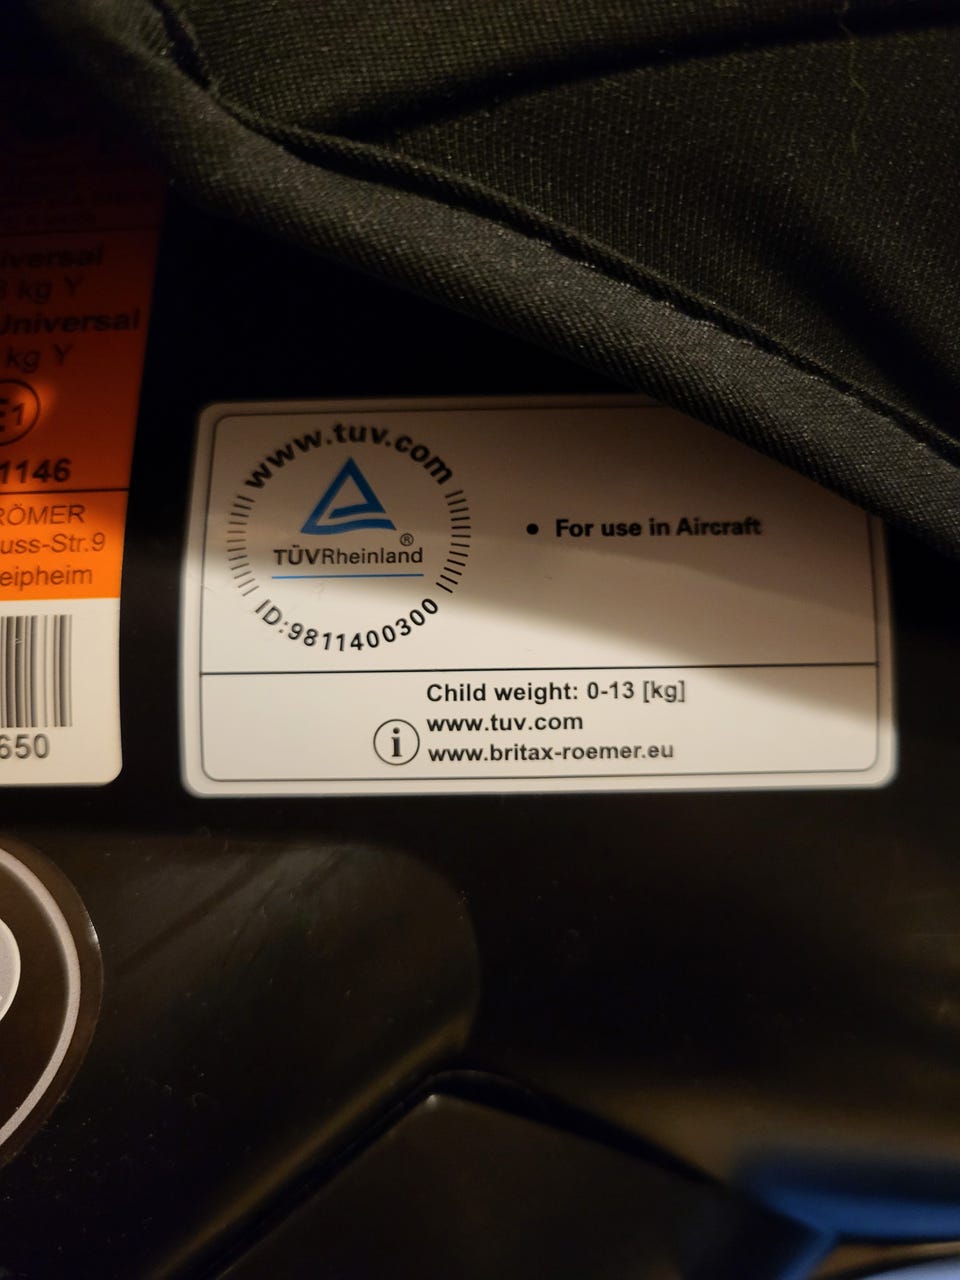 iversal
kg Y
Universal
kg Y
E1
1146
RÖMER
uss-Str.9
eipheim
650
www.tuv.com
®
TÜVRheinland
ID:9811400300
• For use in Aircraft
Child weight: 0-13 [kg]
i
www.tuv.com
www.britax-roemer.eu